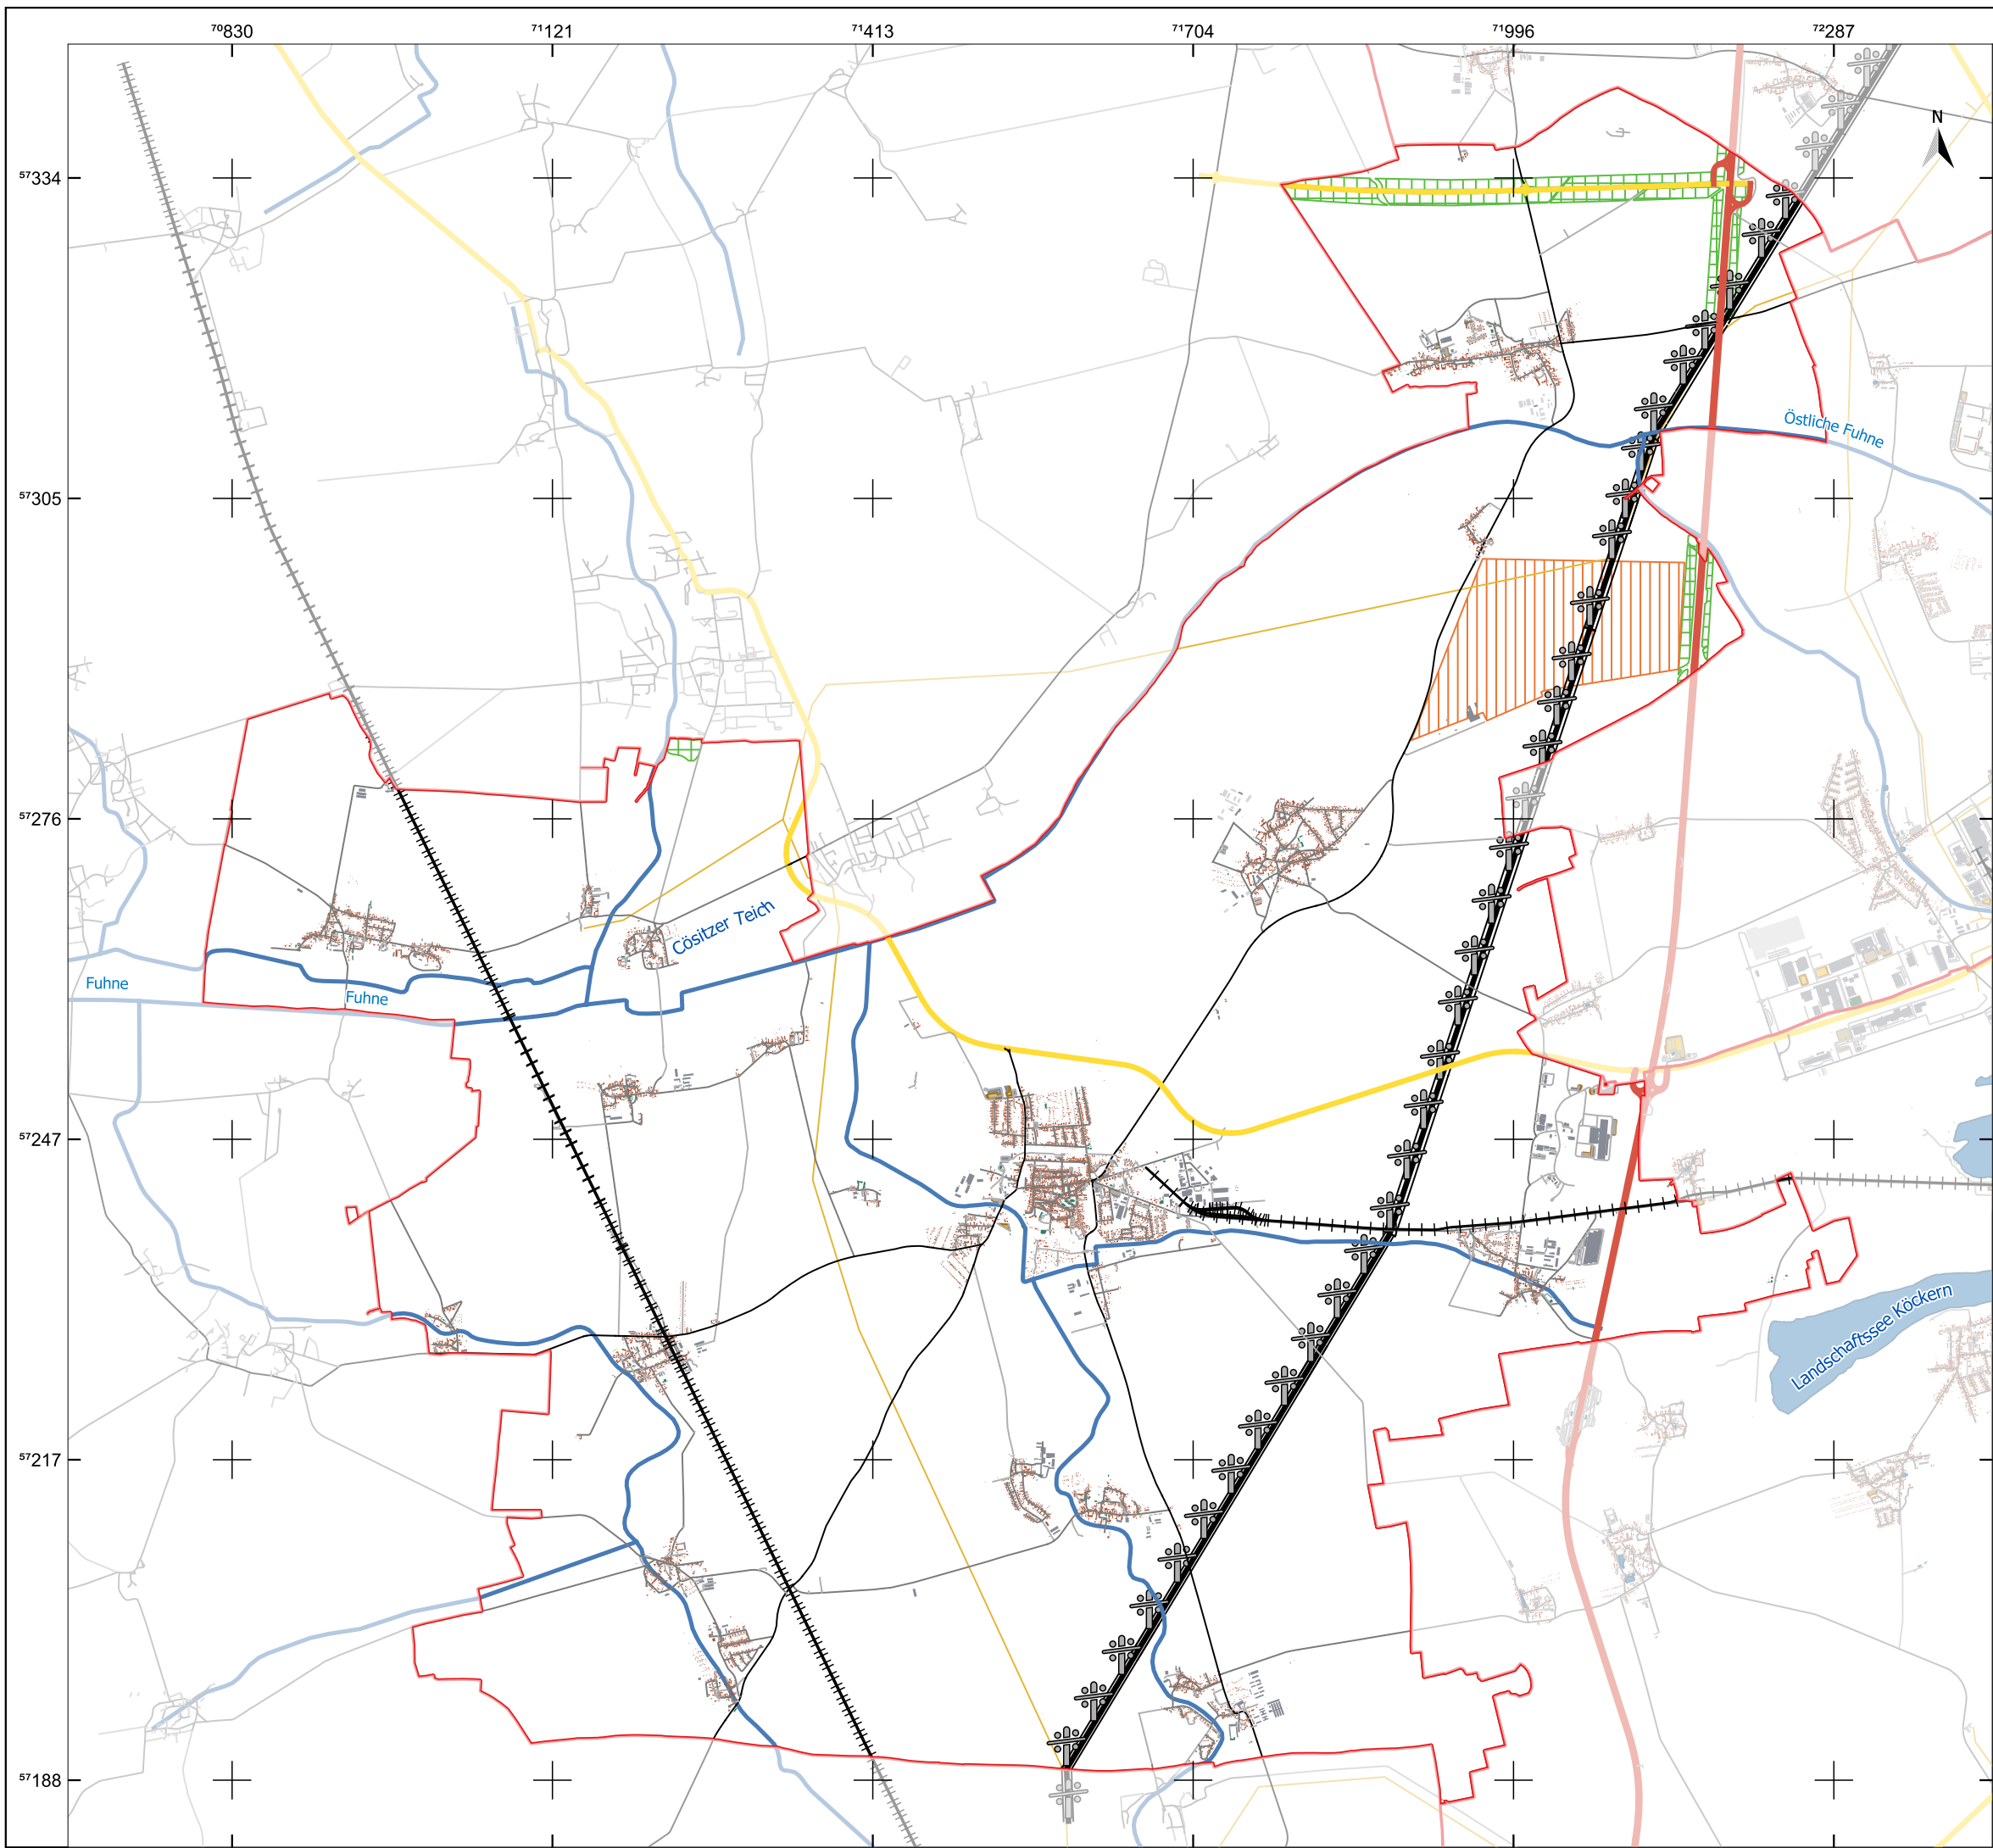 70830 71121 71413 71704 71996 72287
N
57334
Östliche Fuhne
57305
57276
Cösitzer Teich
Fuhne
Fuhne
57247
Landschaftssee Köckern
57217
57188